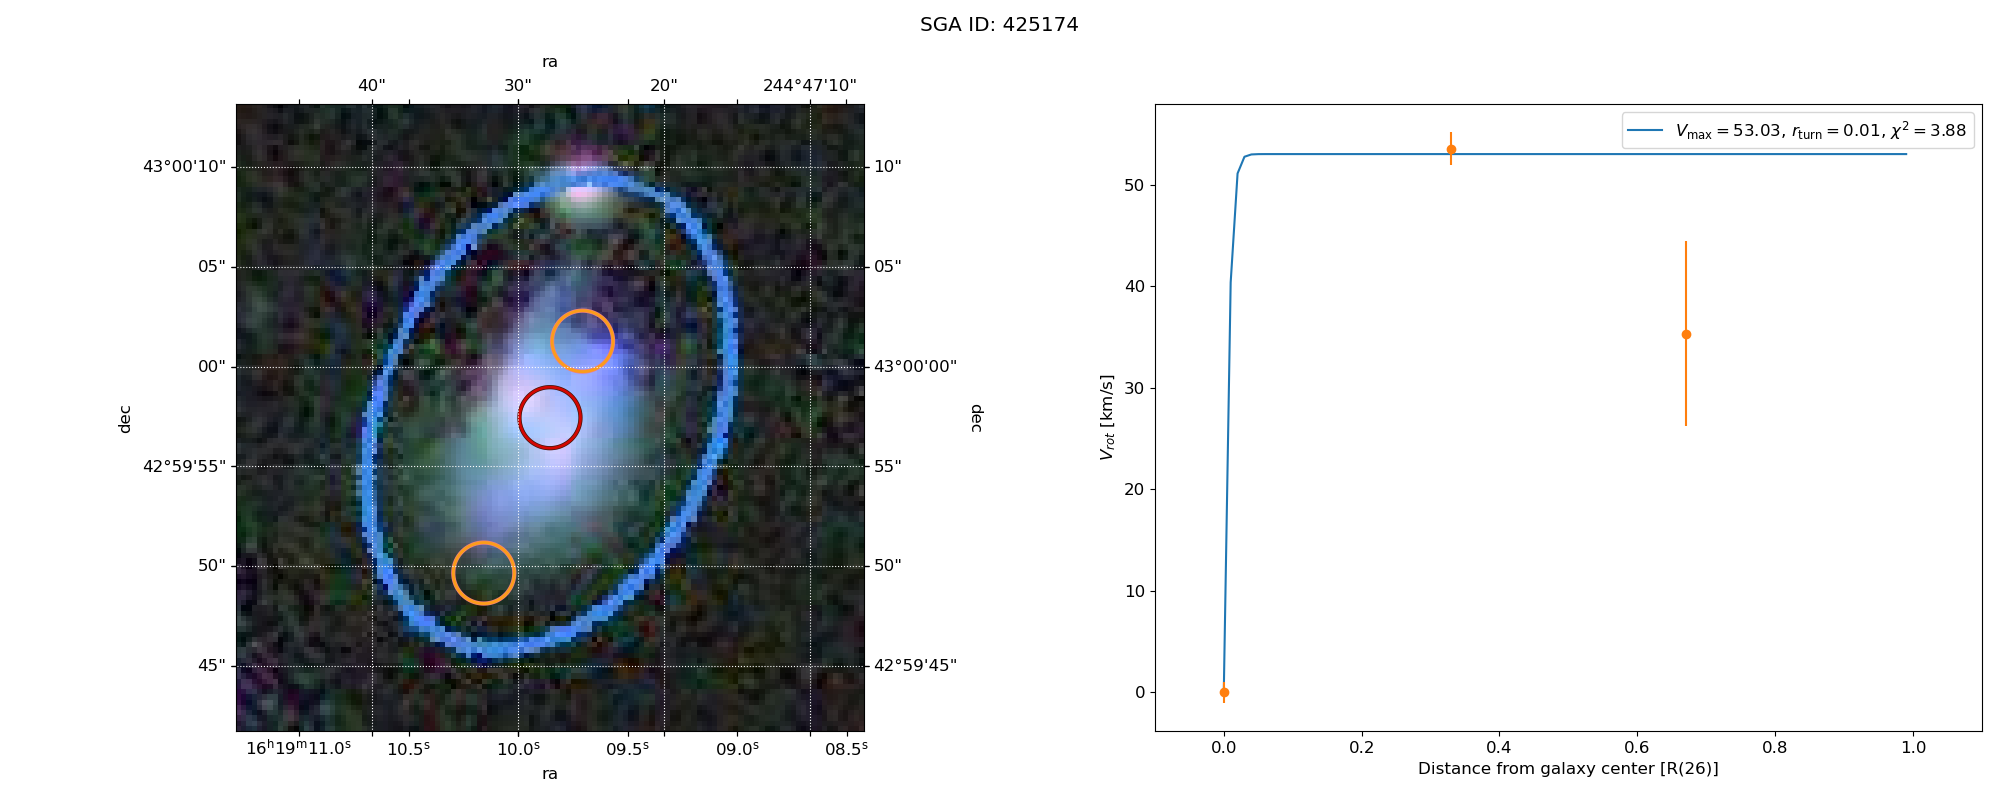 SGA ID: 425174
ra
40" 30" 20" 244°47'10"
43°00'10" 10"
05" 05"
00" 43°00'00"
dec dec
42°59'55" 55"
50" 50"
45" 42°59'45"
16ʰ19ᵐ11.0ˢ 10.5ˢ 10.0ˢ 09.5ˢ 09.0ˢ 08.5ˢ
ra
V_max = 53.03, r_turn = 0.01, χ² = 3.88
50
40
30
20
10
0
V_rot [km/s]
0.0 0.2 0.4 0.6 0.8 1.0
Distance from galaxy center [R(26)]